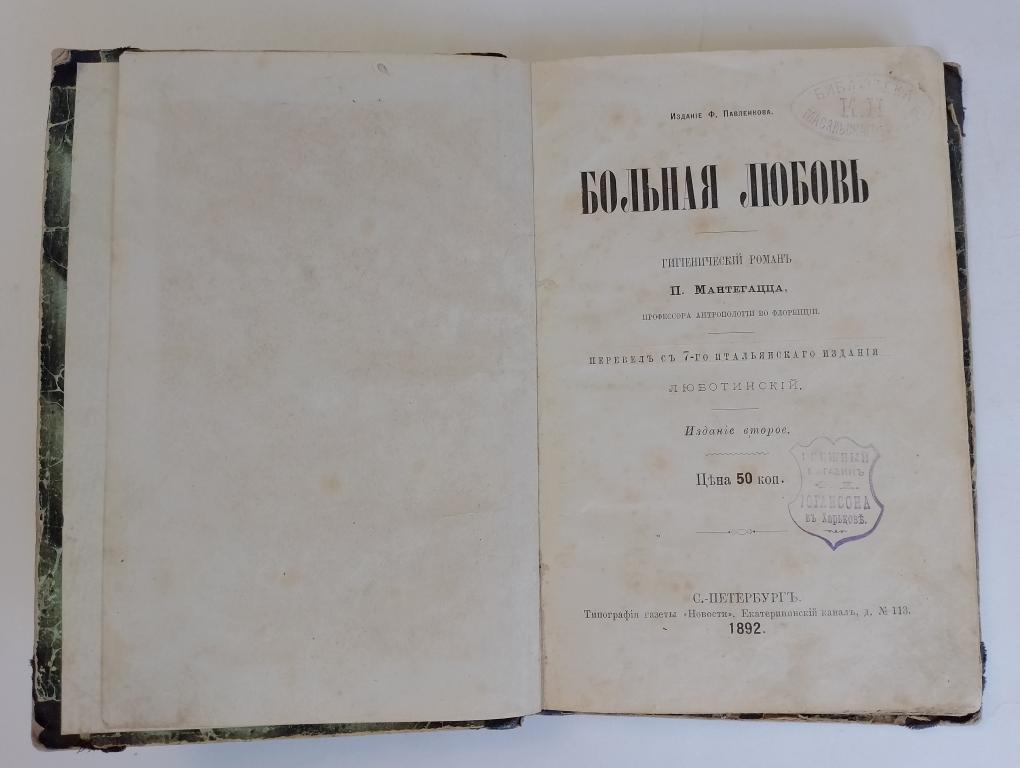 Изданіе Ф. Павленкова.
БОЛЬНАЯ ЛЮБОВЬ
ГИГІЕНИЧЕСКІЙ РОМАНЪ
П. Мантегацца,
ПРОФЕССОРА АНТРОПОЛОГІИ ВО ФЛОРЕНЦІИ.
ПЕРЕВЕЛЪ СЪ 7-ГО ИТАЛЬЯНСКАГО ИЗДАНІЯ
ЛЮБОТИНСКІЙ.
Изданіе второе.
Цѣна 50 коп.
МАГАЗИНЪ
ІОГАНСОНА
въ Харьковѣ.
С.-ПЕТЕРБУРГЪ.
Типографія газеты «Новости», Екатерининскій каналъ, д. № 113.
1892.